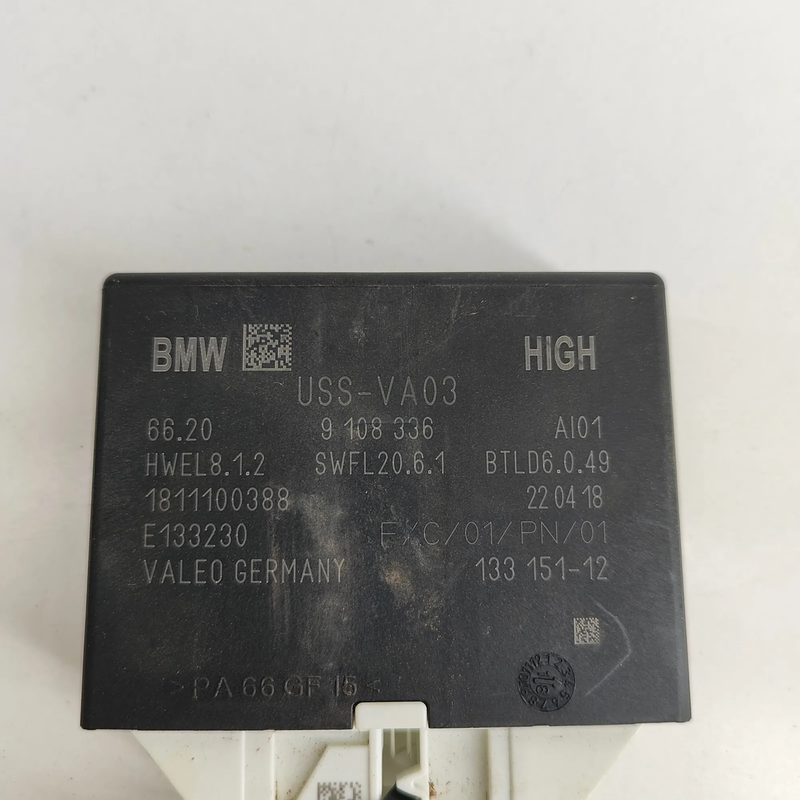 BMW HIGH
USS-VA03
66.20 9 108 336 AI01
HWEL8.1.2 SWFL20.6.1 BTLD6.0.49
1811100388 22 04 18
E133230 EXC/01/PN/01
VALEO GERMANY 133 151-12
>PA 66 GF 15<